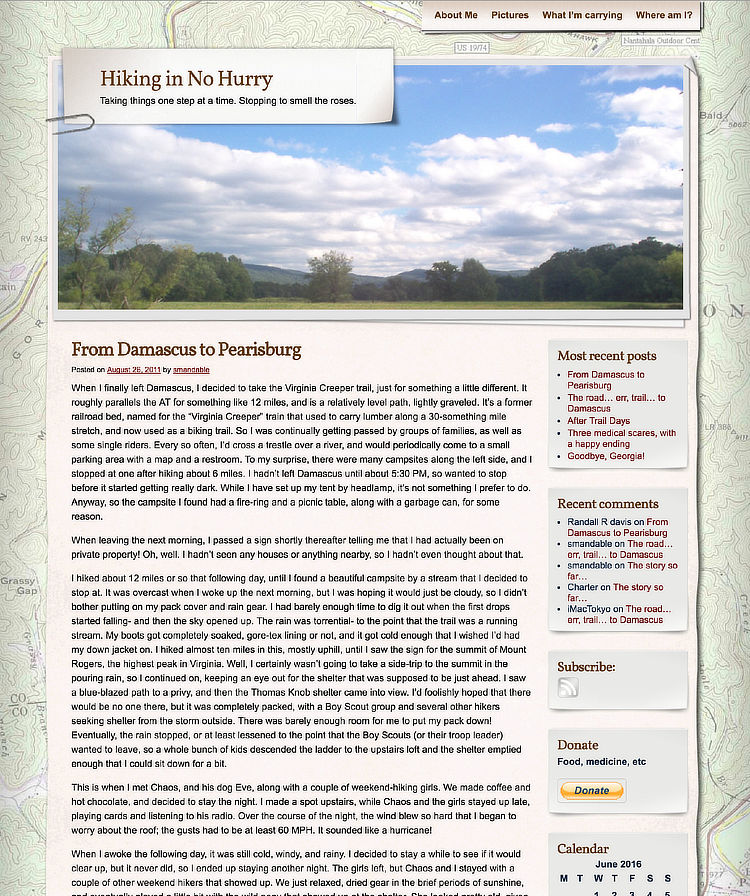 About Me Pictures What I'm carrying Where am I?
US 19/74
Nantahala Outdoor Cent
Hiking in No Hurry
Taking things one step at a time. Stopping to smell the roses.
Bald
5062
RV 243
From Damascus to Pearisburg
Posted on August 26, 2011 by smandable
When I finally left Damascus, I decided to take the Virginia Creeper trail, just for something a little different. It
roughly parallels the AT for something like 12 miles, and is a relatively level path, lightly graveled. It's a former
railroad bed, named for the "Virginia Creeper" train that used to carry lumber along a 30-something mile
stretch, and now used as a biking trail. So I was continually getting passed by groups of families, as well as
some single riders. Every so often, I'd cross a trestle over a river, and would periodically come to a small
parking area with a map and a restroom. To my surprise, there were many campsites along the left side, and I
stopped at one after hiking about 6 miles. I hadn't left Damascus until about 5:30 PM, so wanted to stop
before it started getting really dark. While I have set up my tent by headlamp, it's not something I prefer to do.
Anyway, so the campsite I found had a fire-ring and a picnic table, along with a garbage can, for some
reason.
When leaving the next morning, I passed a sign shortly thereafter telling me that I had actually been on
private property! Oh, well. I hadn't seen any houses or anything nearby, so I hadn't even thought about that.
I hiked about 12 miles or so that following day, until I found a beautiful campsite by a stream that I decided to
stop at. It was overcast when I woke up the next morning, but I was hoping it would just be cloudy, so I didn't
bother putting on my pack cover and rain gear. I had barely enough time to dig it out when the first drops
started falling- and then the sky opened up. The rain was torrential- to the point that the trail was a running
stream. My boots got completely soaked, gore-tex lining or not, and it got cold enough that I wished I'd had
my down jacket on. I hiked almost ten miles in this, mostly uphill, until I saw the sign for the summit of Mount
Rogers, the highest peak in Virginia. Well, I certainly wasn't going to take a side-trip to the summit in the
pouring rain, so I continued on, keeping an eye out for the shelter that was supposed to be just ahead. I saw
a blue-blazed path to a privy, and then the Thomas Knob shelter came into view. I'd foolishly hoped that there
would be no one there, but it was completely packed, with a Boy Scout group and several other hikers
seeking shelter from the storm outside. There was barely enough room for me to put my pack down!
Eventually, the rain stopped, or at least lessened to the point that the Boy Scouts (or their troop leader)
wanted to leave, so a whole bunch of kids descended the ladder to the upstairs loft and the shelter emptied
enough that I could sit down for a bit.
This is when I met Chaos, and his dog Eve, along with a couple of weekend-hiking girls. We made coffee and
hot chocolate, and decided to stay the night. I made a spot upstairs, while Chaos and the girls stayed up late,
playing cards and listening to his radio. Over the course of the night, the wind blew so hard that I began to
worry about the roof; the gusts had to be at least 60 MPH. It sounded like a hurricane!
When I awoke the following day, it was still cold, windy, and rainy. I decided to stay a while to see if it would
clear up, but it never did, so I ended up staying another night. The girls left, but Chaos and I stayed with a
couple of other weekend hikers that showed up. We just relaxed, dried gear in the brief periods of sunshine,
Most recent posts
From Damascus to
Pearisburg
The road… err, trail… to
Damascus
After Trail Days
Three medical scares, with
a happy ending
Goodbye, Georgia!
Recent comments
Randall R davis on From
Damascus to Pearisburg
smandable on The road…
err, trail… to Damascus
smandable on The story so
far…
Charter on The story so
far…
iMacTokyo on The road…
err, trail… to Damascus
Subscribe:
Donate
Food, medicine, etc
Donate
Calendar
June 2016
M T W T F S S
Grassy
Gap
CO
CO